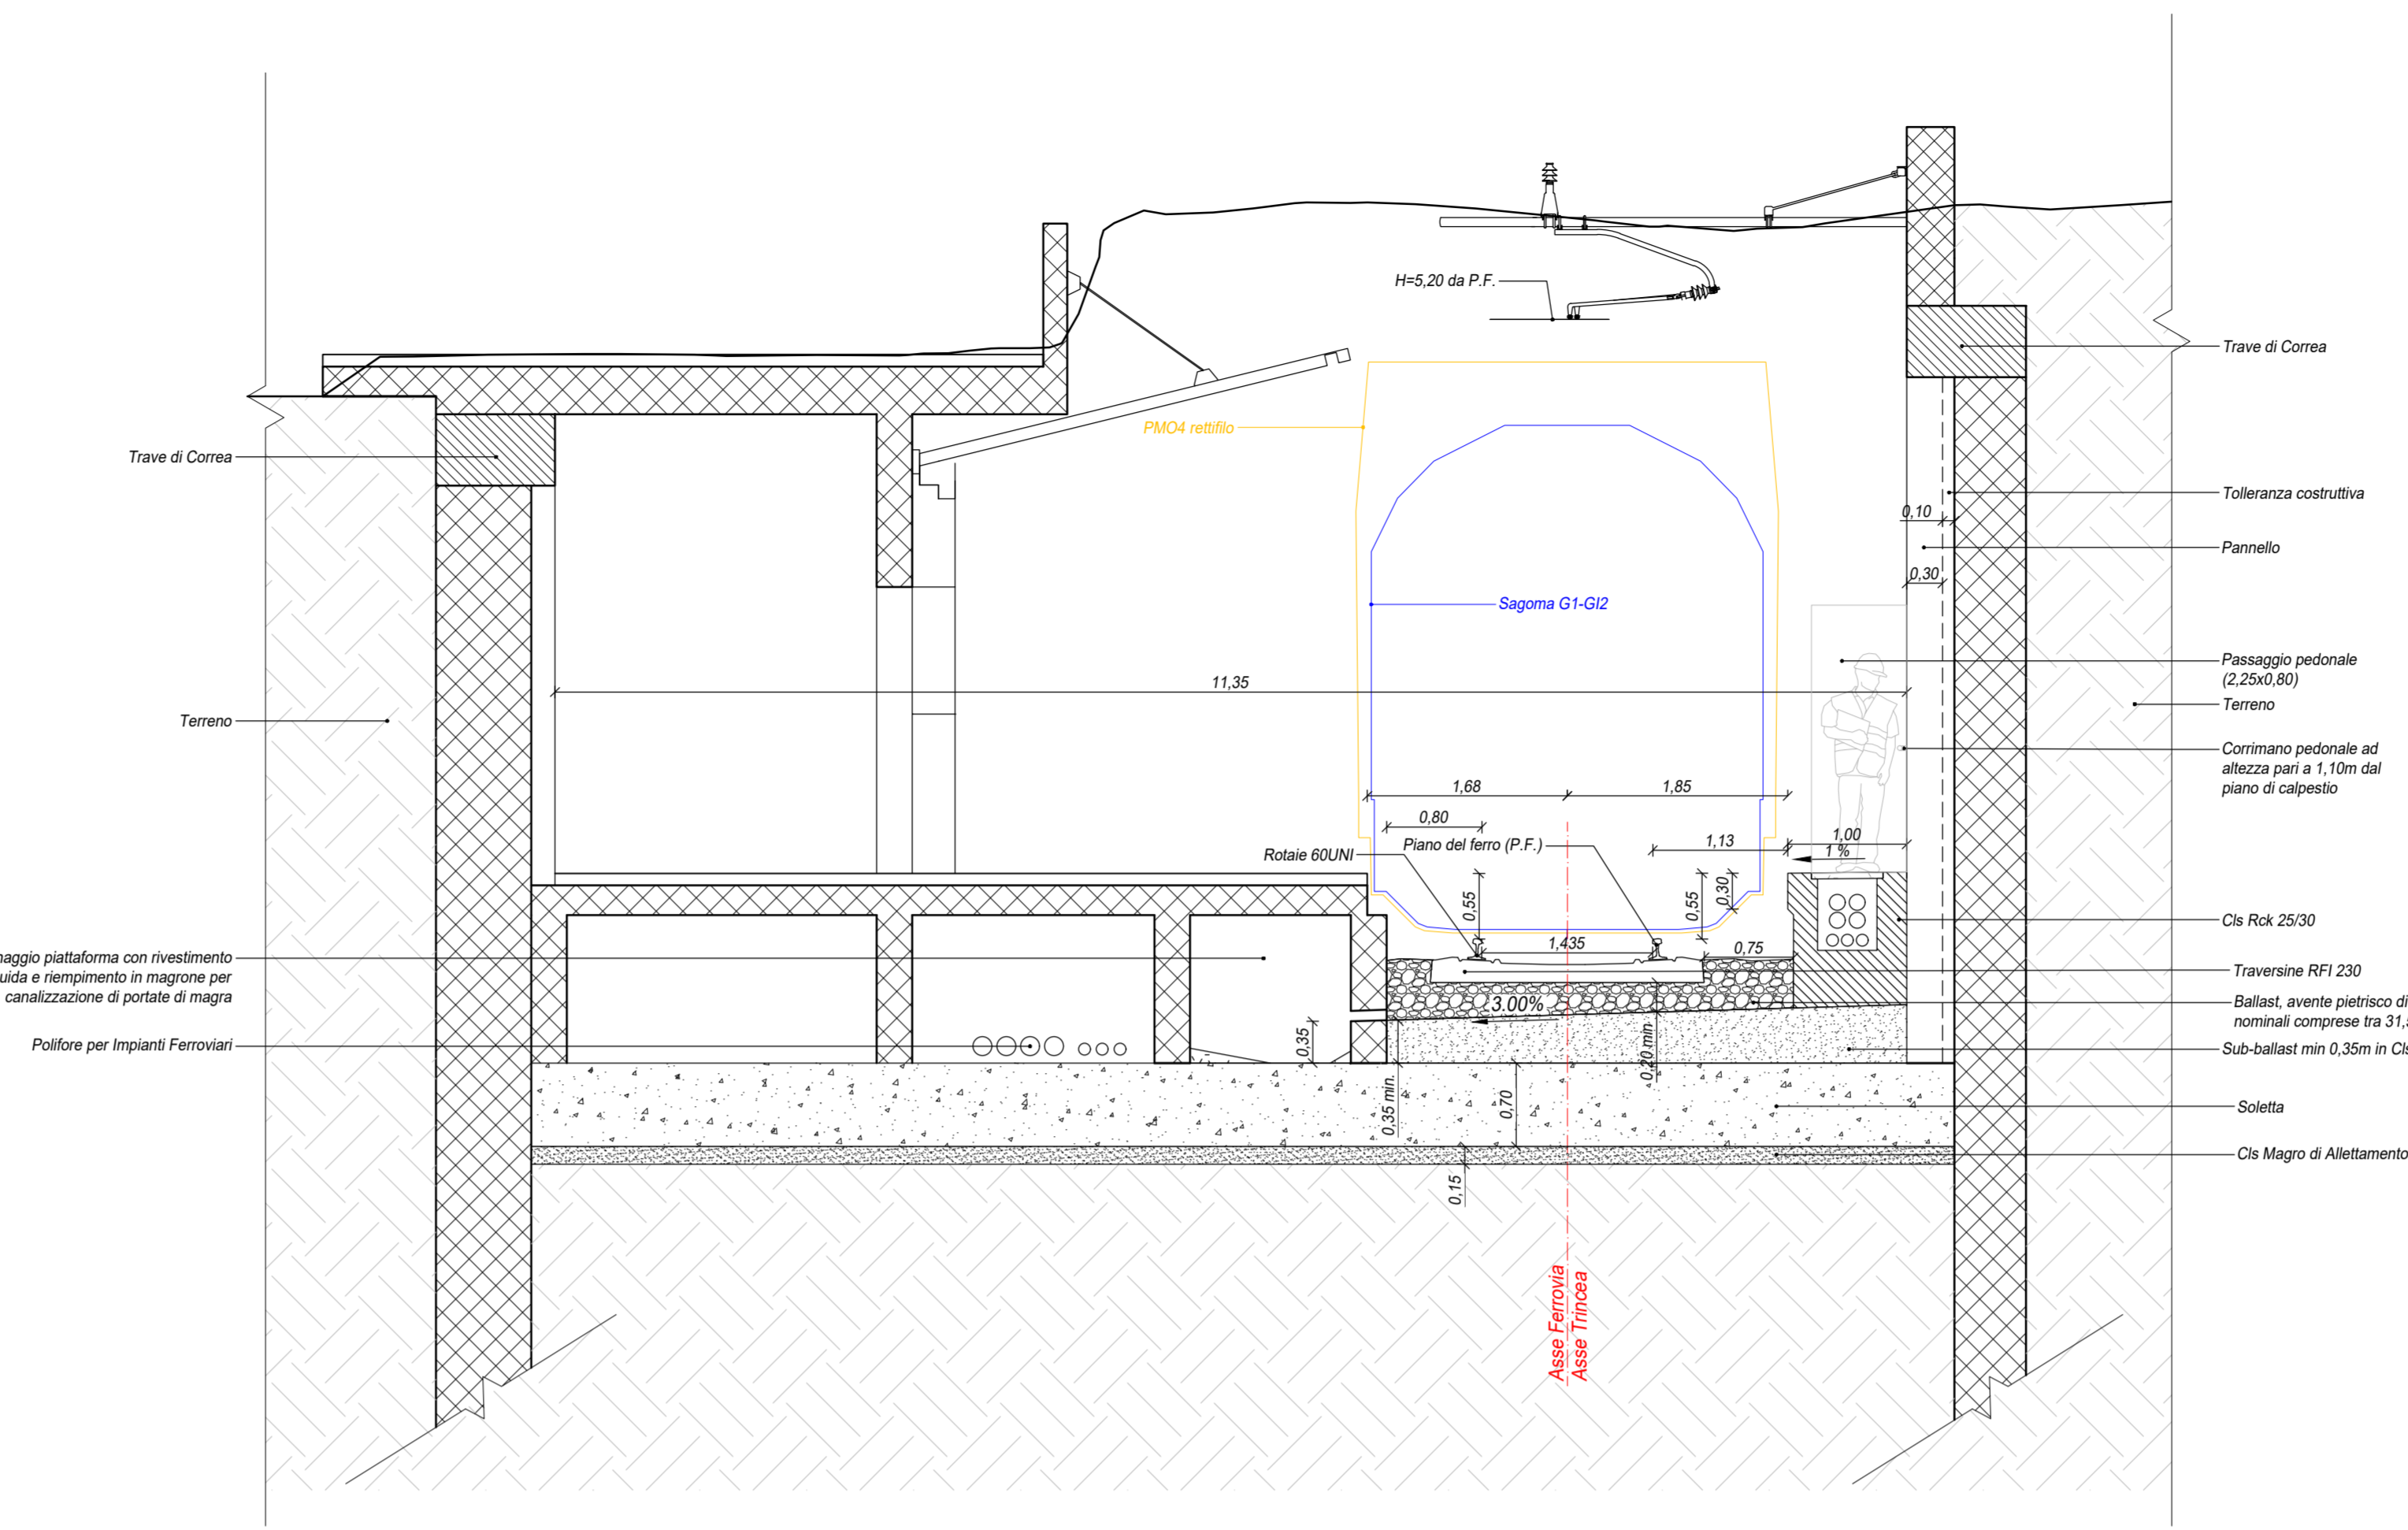 H=5,20 da P.F.
Trave di Correa
PMO4 rettifilo
Trave di Correa
Tolleranza costruttiva
0,10
Pannello
0,30
Sagoma G1-GI2
Passaggio pedonale
(2,25x0,80)
11,35
Terreno
Terreno
Corrimano pedonale ad
altezza pari a 1,10m dal
piano di calpestio
1,68
1,85
0,80
1,00
Piano del ferro (P.F.)
1,13
1 %
Rotaie 60UNI
0,55
0,55
0,30
Cls Rck 25/30
1,435
0,75
piattaforma con rivestimento
e riempimento in magrone per
canalizzazione di portate di magra
Traversine RFI 230
3.00%
Ballast, avente pietrisco di
nominali comprese tra 31,5
Polifore per Impianti Ferroviari
0,35
0,20 min.
Sub-ballast min 0,35m in Cls
0,35 min.
0,70
Soletta
Cls Magro di Allettamento
0,15
Asse Ferrovia
Asse Trincea